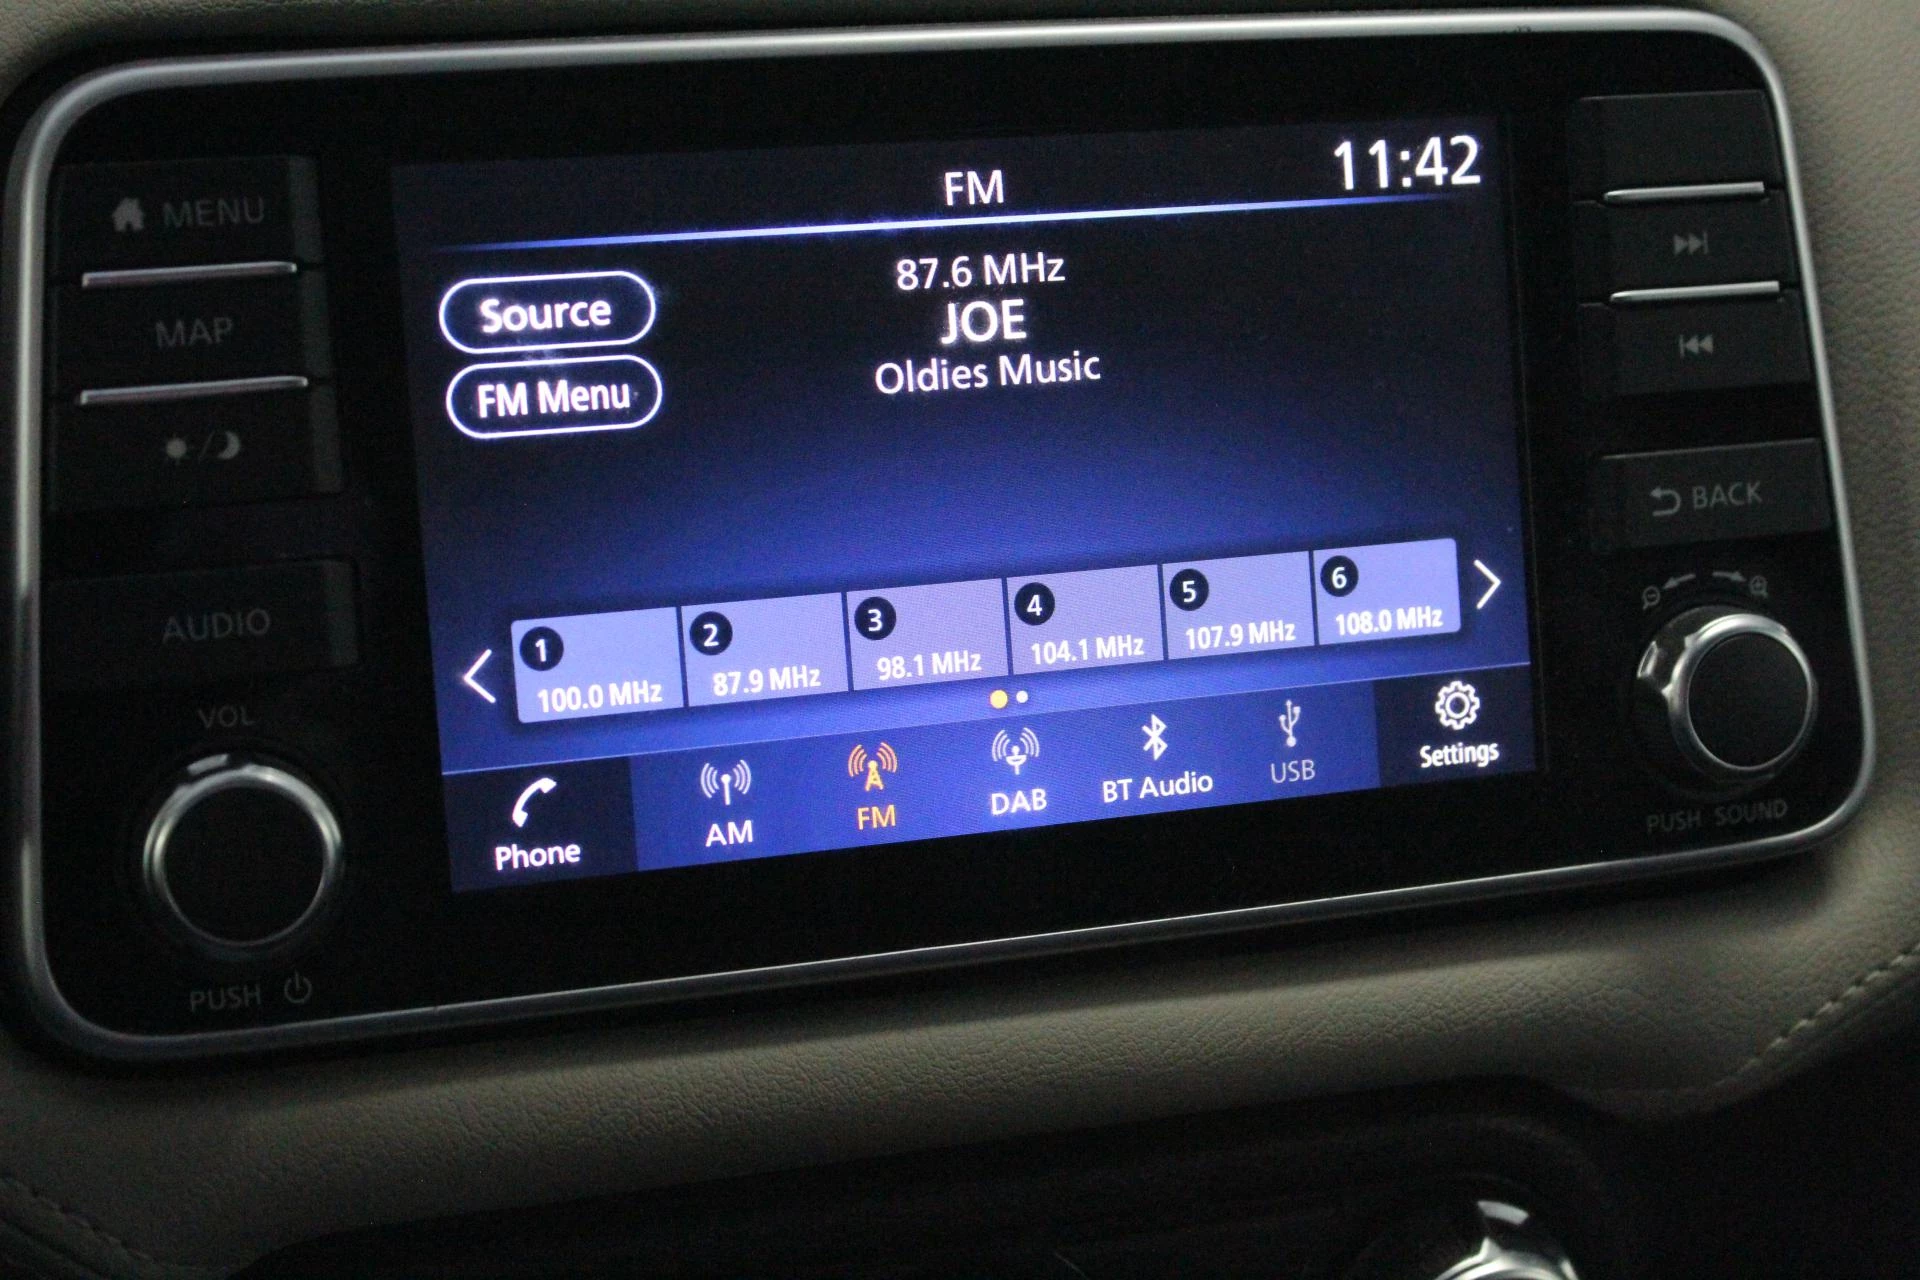 MENU
MAP
AUDIO
VOL
PUSH
FM
11:42
87.6 MHz
JOE
Oldies Music
Source
FM Menu
1
100.0 MHz
2
87.9 MHz
3
98.1 MHz
4
104.1 MHz
5
107.9 MHz
6
108.0 MHz
Phone
AM
FM
DAB
BT Audio
USB
Settings
BACK
PUSH SOUND